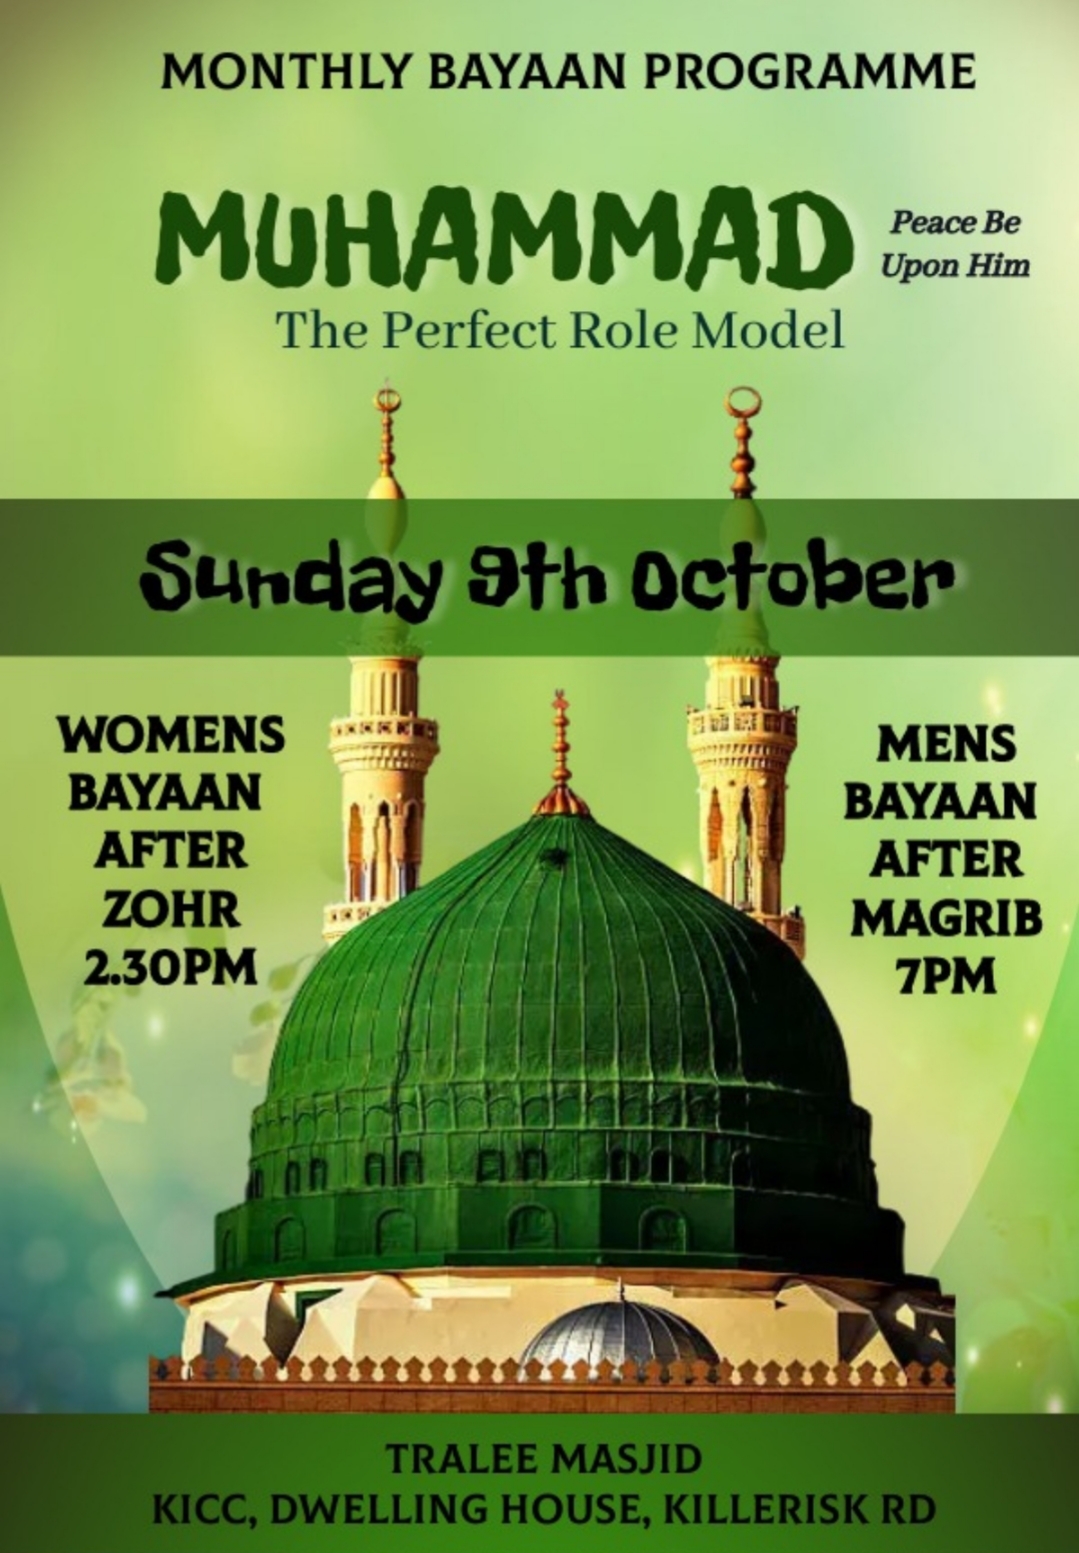 MONTHLY BAYAAN PROGRAMME
MUHAMMAD
Peace Be
Upon Him
The Perfect Role Model
Sunday 9th October
WOMENS
BAYAAN
AFTER
ZOHR
2.30PM
MENS
BAYAAN
AFTER
MAGRIB
7PM
TRALEE MASJID
KICC, DWELLING HOUSE, KILLERISK RD